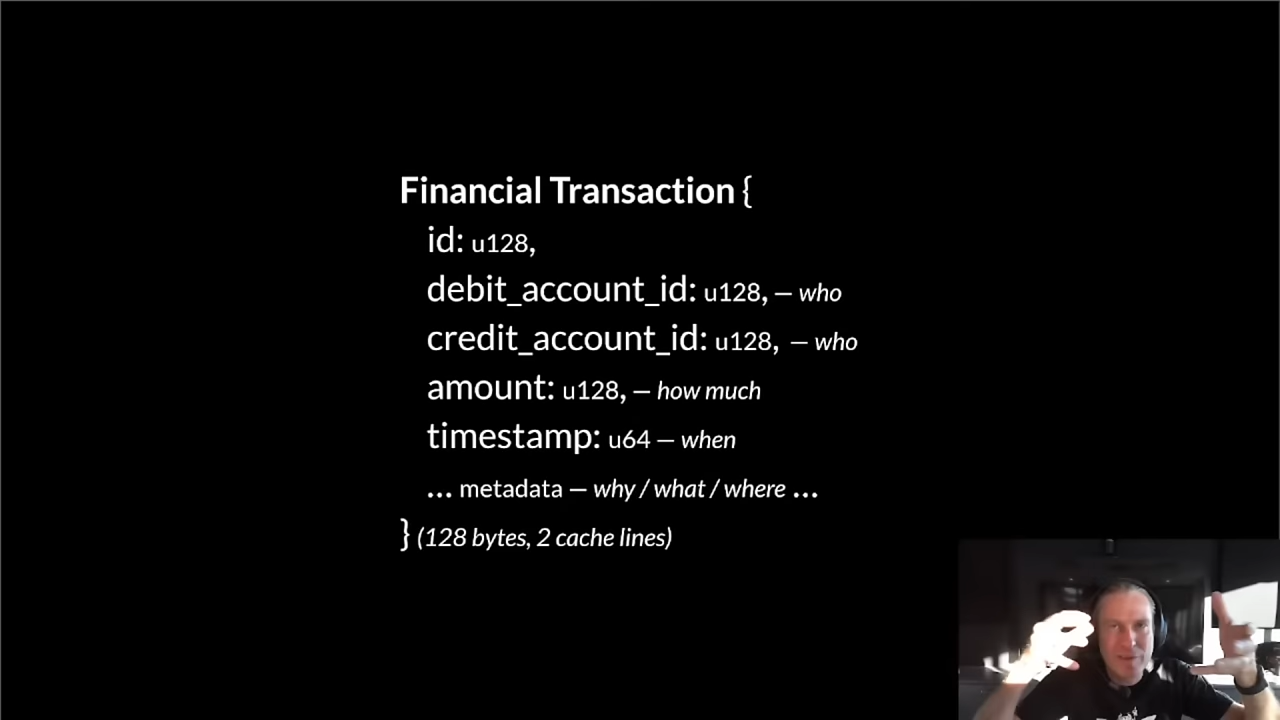 Financial Transaction {
id: u128,
debit_account_id: u128, – who
credit_account_id: u128, – who
amount: u128, – how much
timestamp: u64 – when
... metadata – why / what / where ...
} (128 bytes, 2 cache lines)